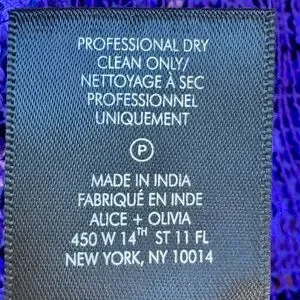 PROFESSIONAL DRY
CLEAN ONLY/
NETTOYAGE À SEC
PROFESSIONNEL
UNIQUEMENT
P
MADE IN INDIA
FABRIQUÉ EN INDE
ALICE + OLIVIA
450 W 14TH ST 11 FL
NEW YORK, NY 10014